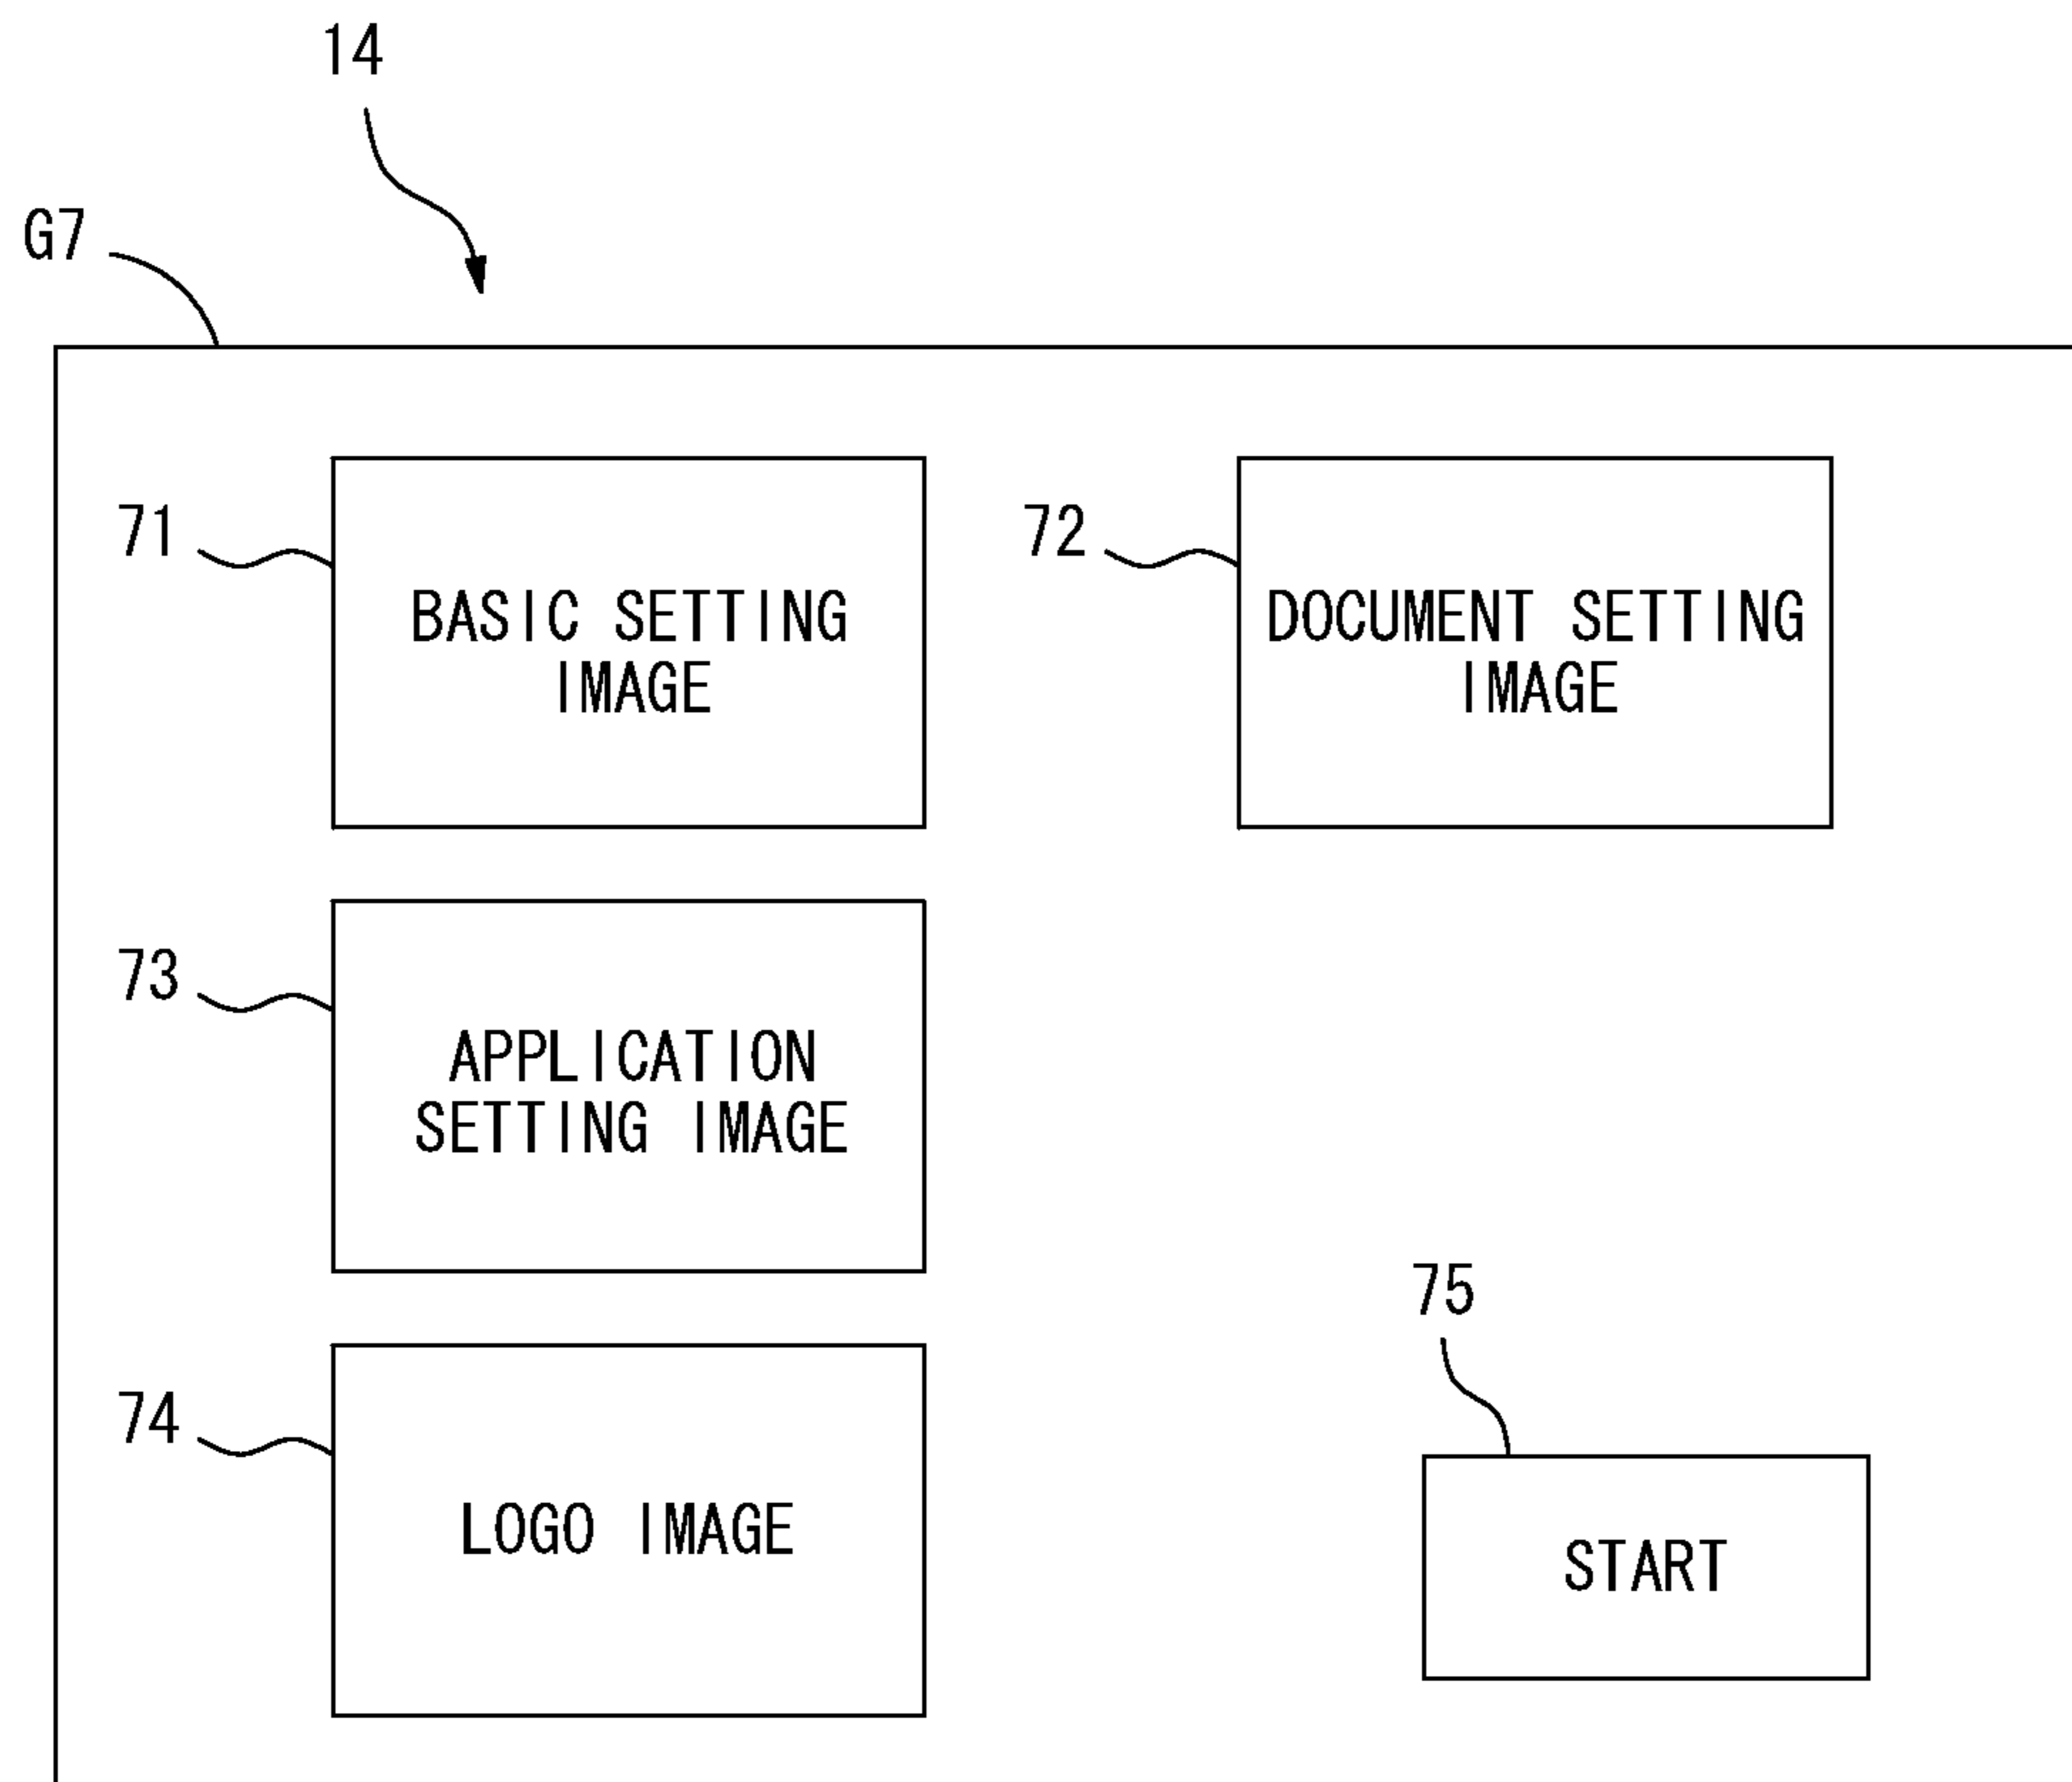 14
G7
71
BASIC SETTING
IMAGE
72
DOCUMENT SETTING
IMAGE
73
APPLICATION
SETTING IMAGE
74
LOGO IMAGE
75
START